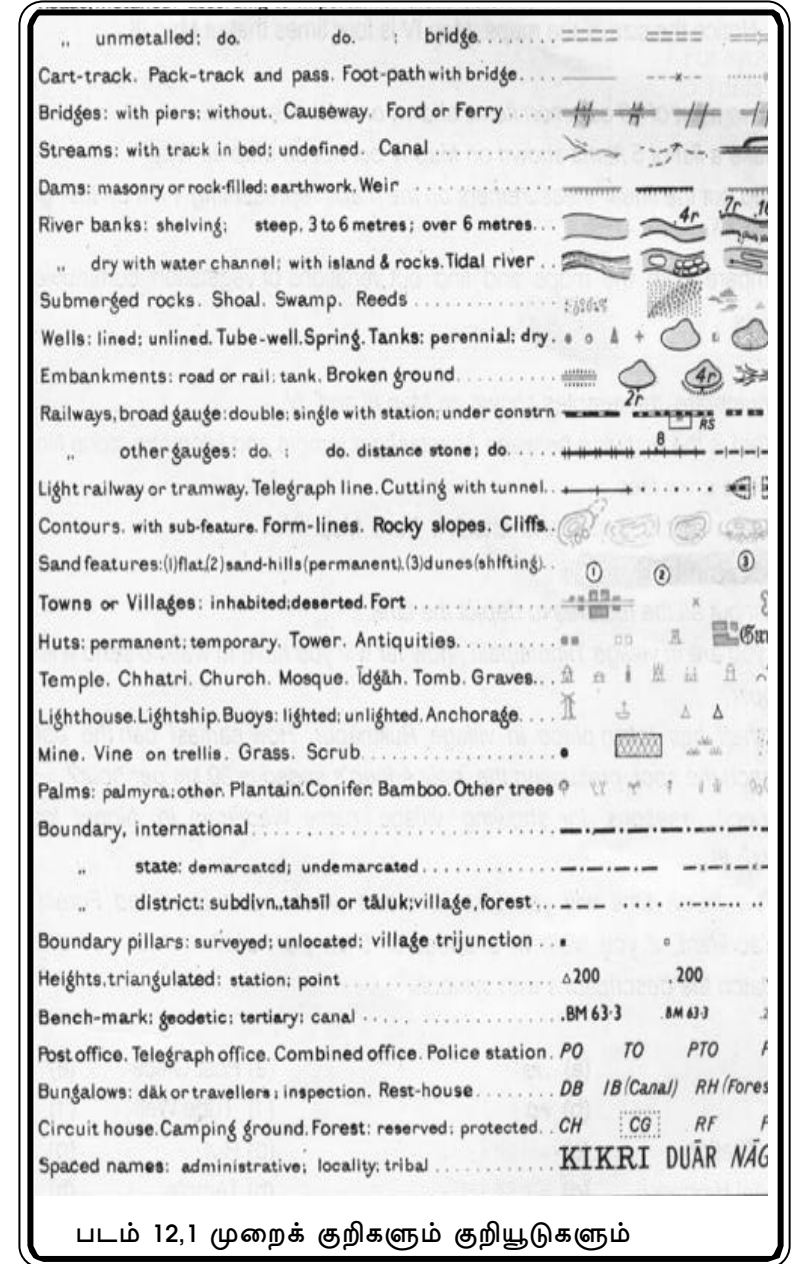 „ unmetalled: do. do. : bridge.......
Cart-track. Pack-track and pass. Foot-path with bridge....
Bridges: with piers; without. Causeway. Ford or Ferry
Streams: with track in bed; undefined. Canal..........
Dams: masonry or rock-filled; earthwork. Weir ..........
River banks: shelving; steep, 3 to 6 metres; over 6 metres... 4r 7r
„ dry with water channel; with island & rocks. Tidal river ...
Submerged rocks. Shoal. Swamp. Reeds ............
Wells: lined; unlined. Tube-well. Spring. Tanks: perennial; dry.
Embankments: road or rail; tank. Broken ground......... 2r 4r
Railways, broad gauge: double; single with station; under constrn RS
„ other gauges: do. ; do. distance stone; do.... 8
Light railway or tramway. Telegraph line. Cutting with tunnel..
Contours. with sub-feature. Form-lines. Rocky slopes. Cliffs..
Sand features: (1)flat,(2)sand-hills(permanent),(3)dunes(shifting). 1 2 3
Towns or Villages: inhabited; deserted. Fort
Huts: permanent; temporary. Tower. Antiquities.........
Temple. Chhatri. Church. Mosque. Īdgāh. Tomb. Graves...
Lighthouse. Lightship. Buoys: lighted; unlighted. Anchorage....
Mine. Vine on trellis. Grass. Scrub...............
Palms: palmyra; other. Plantain. Conifer. Bamboo. Other trees
Boundary, international...................
„ state: demarcated; undemarcated............
„ district: subdivn., tahsīl or tāluk; village, forest.....
Boundary pillars: surveyed; unlocated; village trijunction ..
Heights, triangulated: station; point △200 200
Bench-mark: geodetic; tertiary; canal ............ .BM 63·3 .BM 63·3
Post office. Telegraph office. Combined office. Police station. PO TO PTO
Bungalows: dāk or travellers; inspection. Rest-house....... DB IB (Canal) RH (Fores
Circuit house. Camping ground. Forest: reserved; protected.. CH CG RF
Spaced names: administrative; locality; tribal ........... KIKRI DUĀR NĀG
படம் 12,1 முறைக் குறிகளும் குறியூடுகளும்